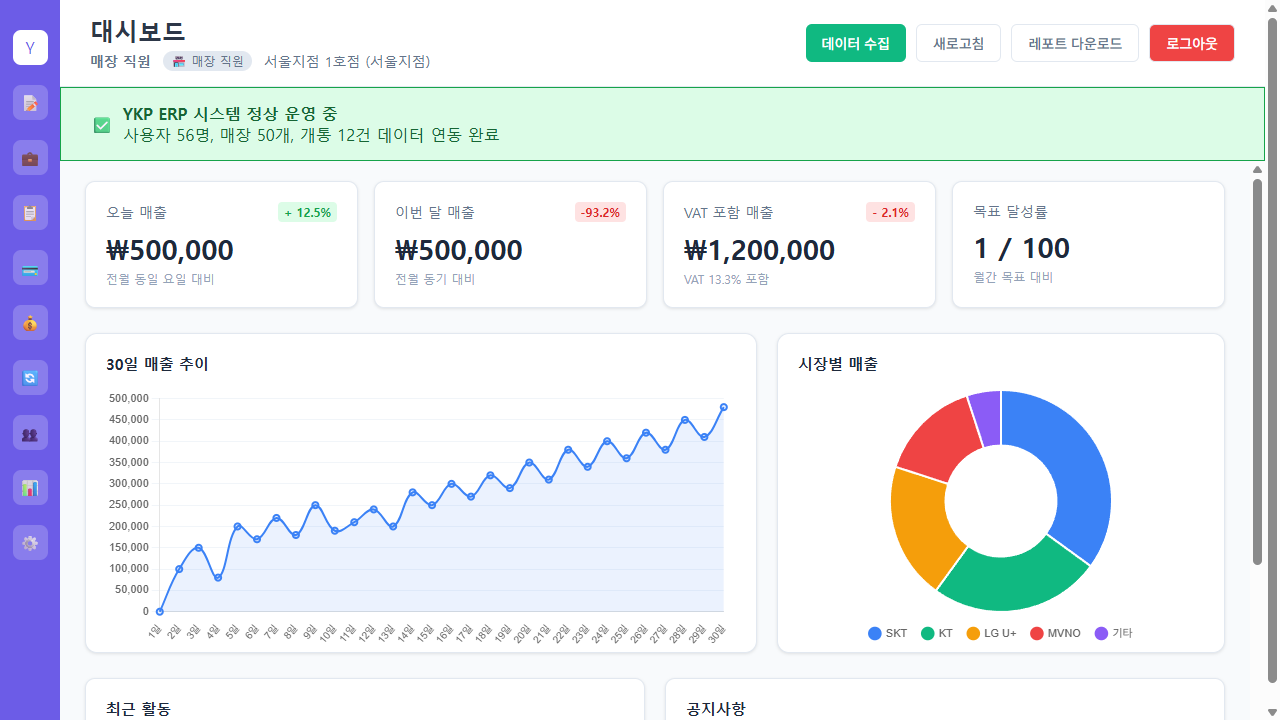 Y
대시보드
매장 직원 매장 직원 서울지점 1호점 (서울지점)
데이터 수집
새로고침
레포트 다운로드
로그아웃
YKP ERP 시스템 정상 운영 중
사용자 56명, 매장 50개, 개통 12건 데이터 연동 완료
오늘 매출
+ 12.5%
₩500,000
전월 동일 요일 대비
이번 달 매출
-93.2%
₩500,000
전월 동기 대비
VAT 포함 매출
- 2.1%
₩1,200,000
VAT 13.3% 포함
목표 달성률
1 / 100
월간 목표 대비
30일 매출 추이
500,000
450,000
400,000
350,000
300,000
250,000
200,000
150,000
100,000
50,000
0
1일 2일 3일 4일 5일 6일 7일 8일 9일 10일 11일 12일 13일 14일 15일 16일 17일 18일 19일 20일 21일 22일 23일 24일 25일 26일 27일 28일 29일 30일
시장별 매출
SKT KT LG U+ MVNO 기타
최근 활동
공지사항